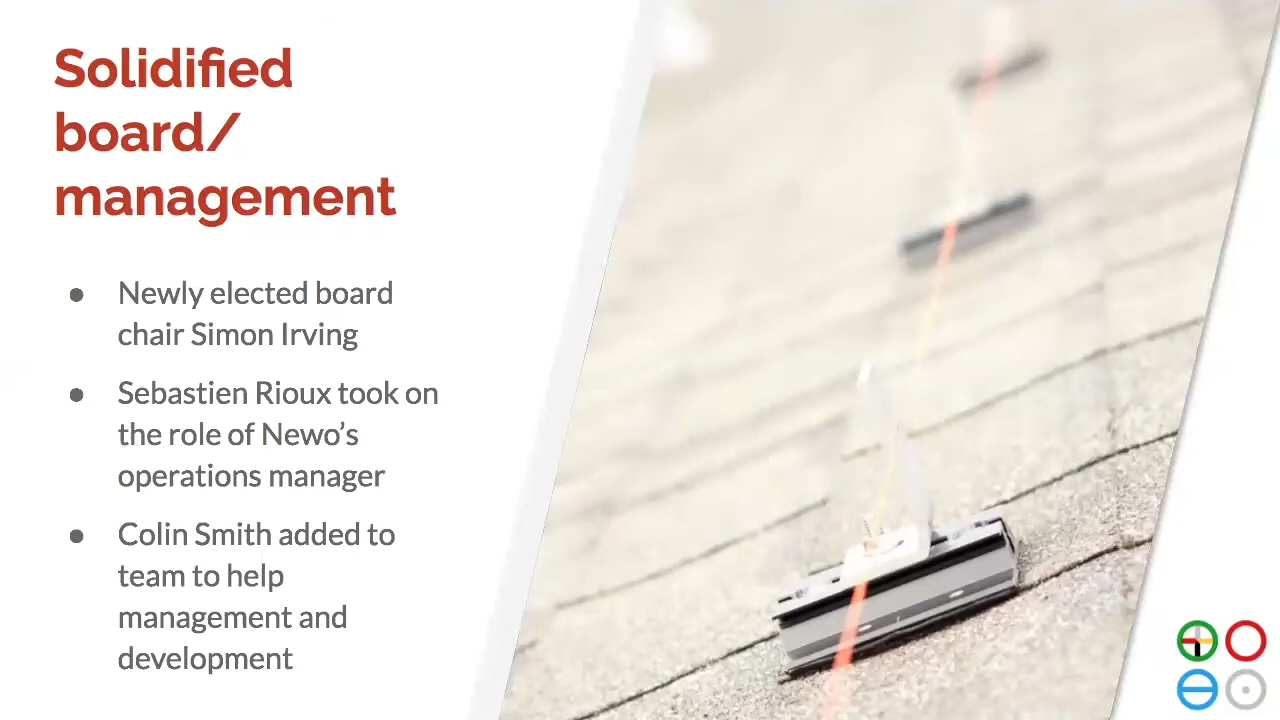 Solidified
board/
management
● Newly elected board
chair Simon Irving
● Sebastien Rioux took on
the role of Newo’s
operations manager
● Colin Smith added to
team to help
management and
development